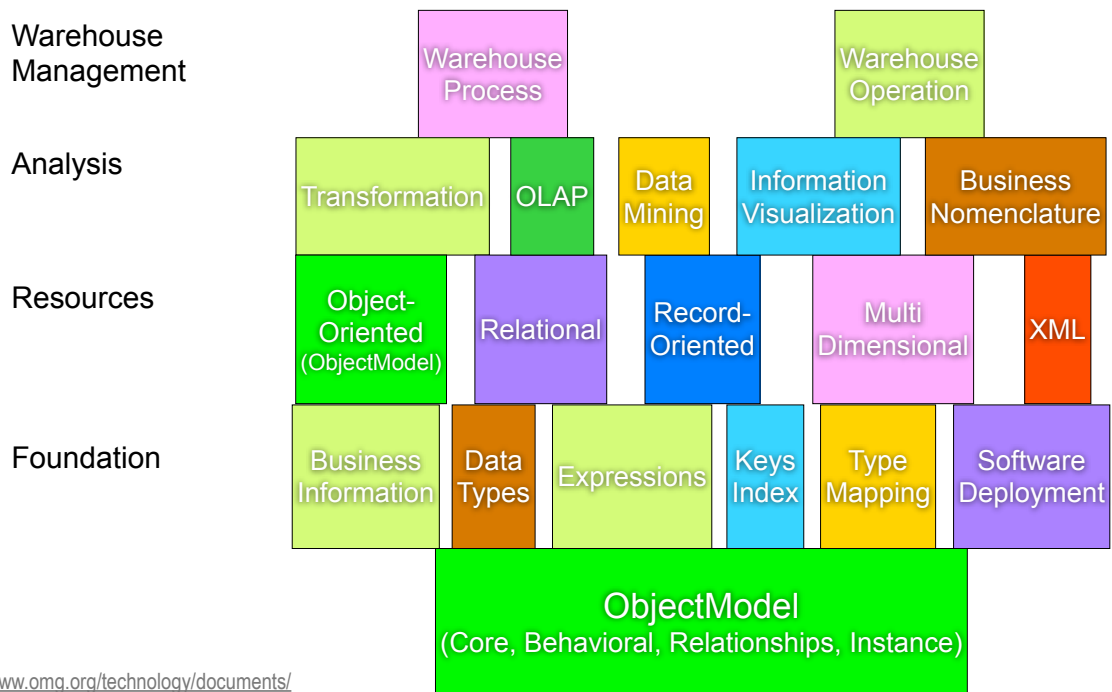 Warehouse
Management
Warehouse
Process
Warehouse
Operation
Analysis
Transformation
OLAP
Data
Mining
Information
Visualization
Business
Nomenclature
Resources
Object-
Oriented
(ObjectModel)
Relational
Record-
Oriented
Multi
Dimensional
XML
Foundation
Business
Information
Data
Types
Expressions
Keys
Index
Type
Mapping
Software
Deployment
ObjectModel
(Core, Behavioral, Relationships, Instance)
ww.omg.org/technology/documents/